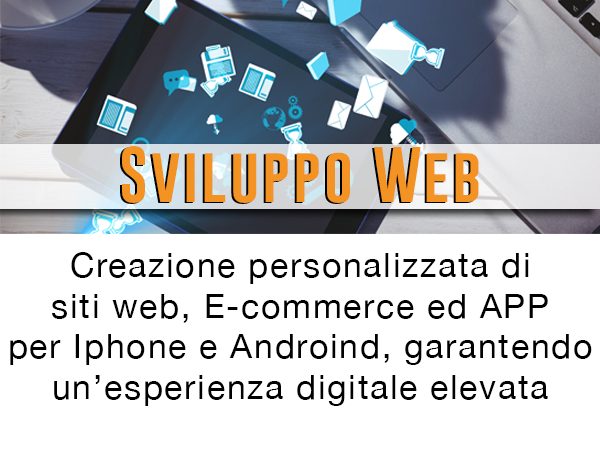 Sviluppo Web
Creazione personalizzata di
siti web, E-commerce ed APP
per Iphone e Androind, garantendo
un’esperienza digitale elevata